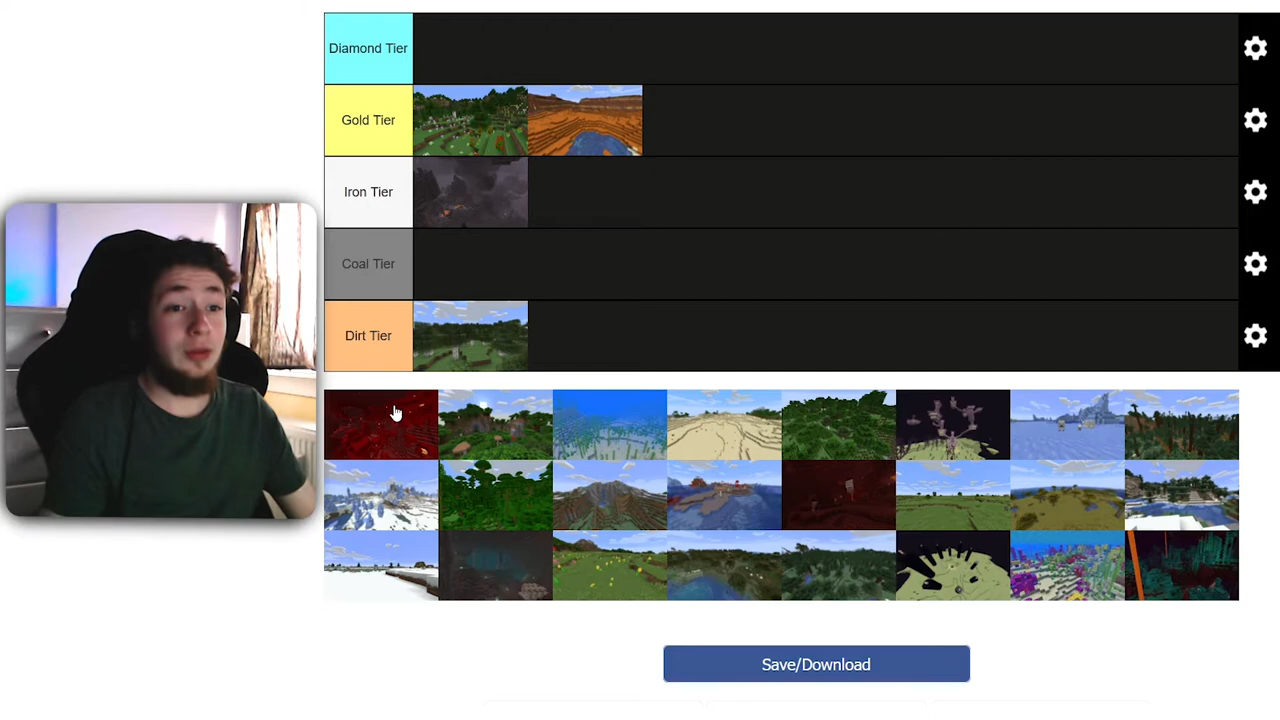 Diamond Tier
Gold Tier
Iron Tier
Coal Tier
Dirt Tier
Save/Download